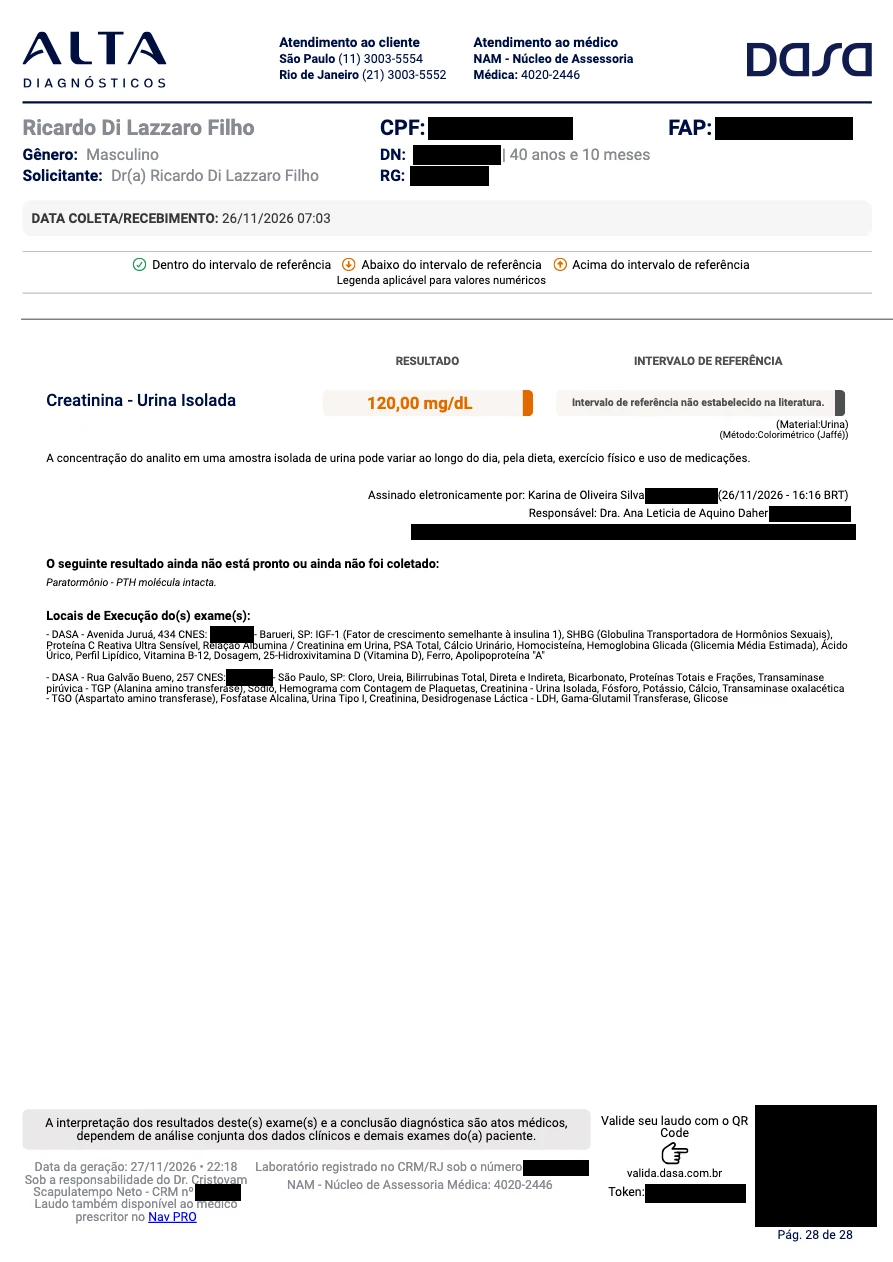 ALTA
DIAGNÓSTICOS
Atendimento ao cliente
São Paulo (11) 3003-5554
Rio de Janeiro (21) 3003-5552
Atendimento ao médico
NAM - Núcleo de Assessoria
Médica: 4020-2446
DASA
Ricardo Di Lazzaro Filho
CPF:
FAP:
Gênero: Masculino
DN: | 40 anos e 10 meses
Solicitante: Dr(a) Ricardo Di Lazzaro Filho
RG:
DATA COLETA/RECEBIMENTO: 26/11/2026 07:03
Dentro do intervalo de referência Abaixo do intervalo de referência Acima do intervalo de referência
Legenda aplicável para valores numéricos
RESULTADO
INTERVALO DE REFERÊNCIA
Creatinina - Urina Isolada
120,00 mg/dL
Intervalo de referência não estabelecido na literatura.
(Material:Urina)
(Método:Colorimétrico (Jaffé))
A concentração do analito em uma amostra isolada de urina pode variar ao longo do dia, pela dieta, exercício físico e uso de medicações.
Assinado eletronicamente por: Karina de Oliveira Silva (26/11/2026 - 16:16 BRT)
Responsável: Dra. Ana Leticia de Aquino Daher
O seguinte resultado ainda não está pronto ou ainda não foi coletado:
Paratormônio - PTH molécula intacta.
Locais de Execução do(s) exame(s):
- DASA - Avenida Juruá, 434 CNES: - Barueri, SP: IGF-1 (Fator de crescimento semelhante à insulina 1), SHBG (Globulina Transportadora de Hormônios Sexuais),
Proteína C Reativa Ultra Sensível, Relação Albumina / Creatinina em Urina, PSA Total, Cálcio Urinário, Homocisteína, Hemoglobina Glicada (Glicemia Média Estimada), Ácido
Úrico, Perfil Lipídico, Vitamina B-12, Dosagem, 25-Hidroxivitamina D (Vitamina D), Ferro, Apolipoproteína "A"
- DASA - Rua Galvão Bueno, 257 CNES: - São Paulo, SP: Cloro, Ureia, Bilirrubinas Total, Direta e Indireta, Bicarbonato, Proteínas Totais e Frações, Transaminase
pirúvica - TGP (Alanina amino transferase), Sódio, Hemograma com Contagem de Plaquetas, Creatinina - Urina Isolada, Fósforo, Potássio, Cálcio, Transaminase oxalacética
- TGO (Aspartato amino transferase), Fosfatase Alcalina, Urina Tipo I, Creatinina, Desidrogenase Láctica - LDH, Gama-Glutamil Transferase, Glicose
A interpretação dos resultados deste(s) exame(s) e a conclusão diagnóstica são atos médicos,
dependem de análise conjunta dos dados clínicos e demais exames do(a) paciente.
Data da geração: 27/11/2026 • 22:18
Sob a responsabilidade do Dr. Cristovam
Scapulatempo Neto - CRM nº
Laudo também disponível ao médico
prescritor no Nav PRO
Laboratório registrado no CRM/RJ sob o número
NAM - Núcleo de Assessoria Médica: 4020-2446
Valide seu laudo com o QR
Code
valida.dasa.com.br
Token:
Pág. 28 de 28